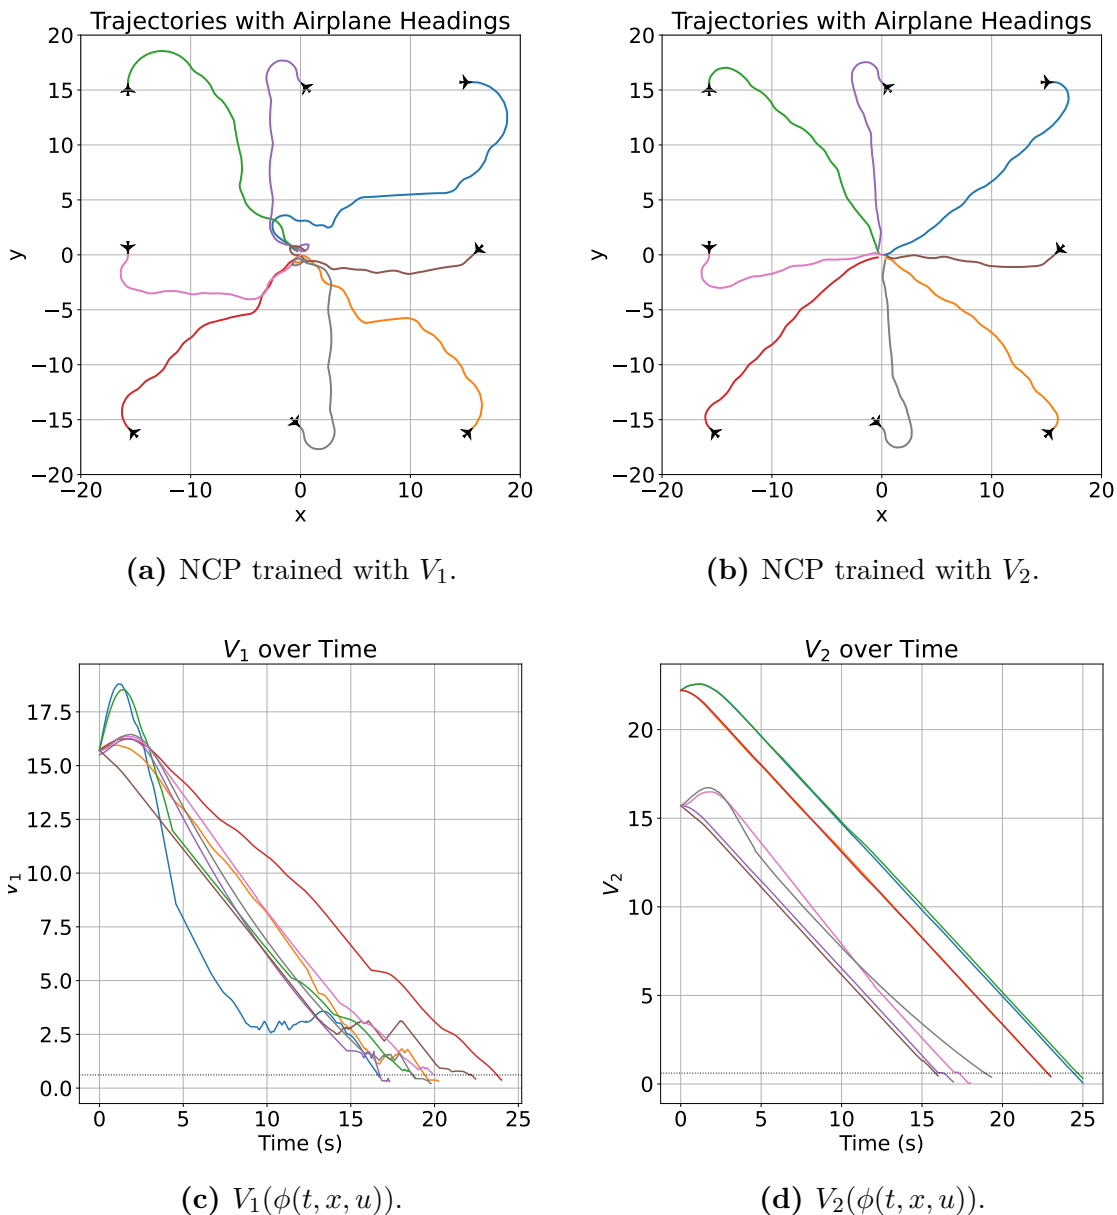 Trajectories with Airplane Headings
20
15
10
5
0
−5
−10
−15
−20
y
−20 −10 0 10 20
x
(a) NCP trained with V₁.
Trajectories with Airplane Headings
20
15
10
5
0
−5
−10
−15
−20
y
−20 −10 0 10 20
x
(b) NCP trained with V₂.
V₁ over Time
17.5
15.0
12.5
10.0
7.5
5.0
2.5
0.0
V₁
0 5 10 15 20 25
Time (s)
(c) V₁(ϕ(t, x, u)).
V₂ over Time
20
15
10
5
0
V₂
0 5 10 15 20 25
Time (s)
(d) V₂(ϕ(t, x, u)).